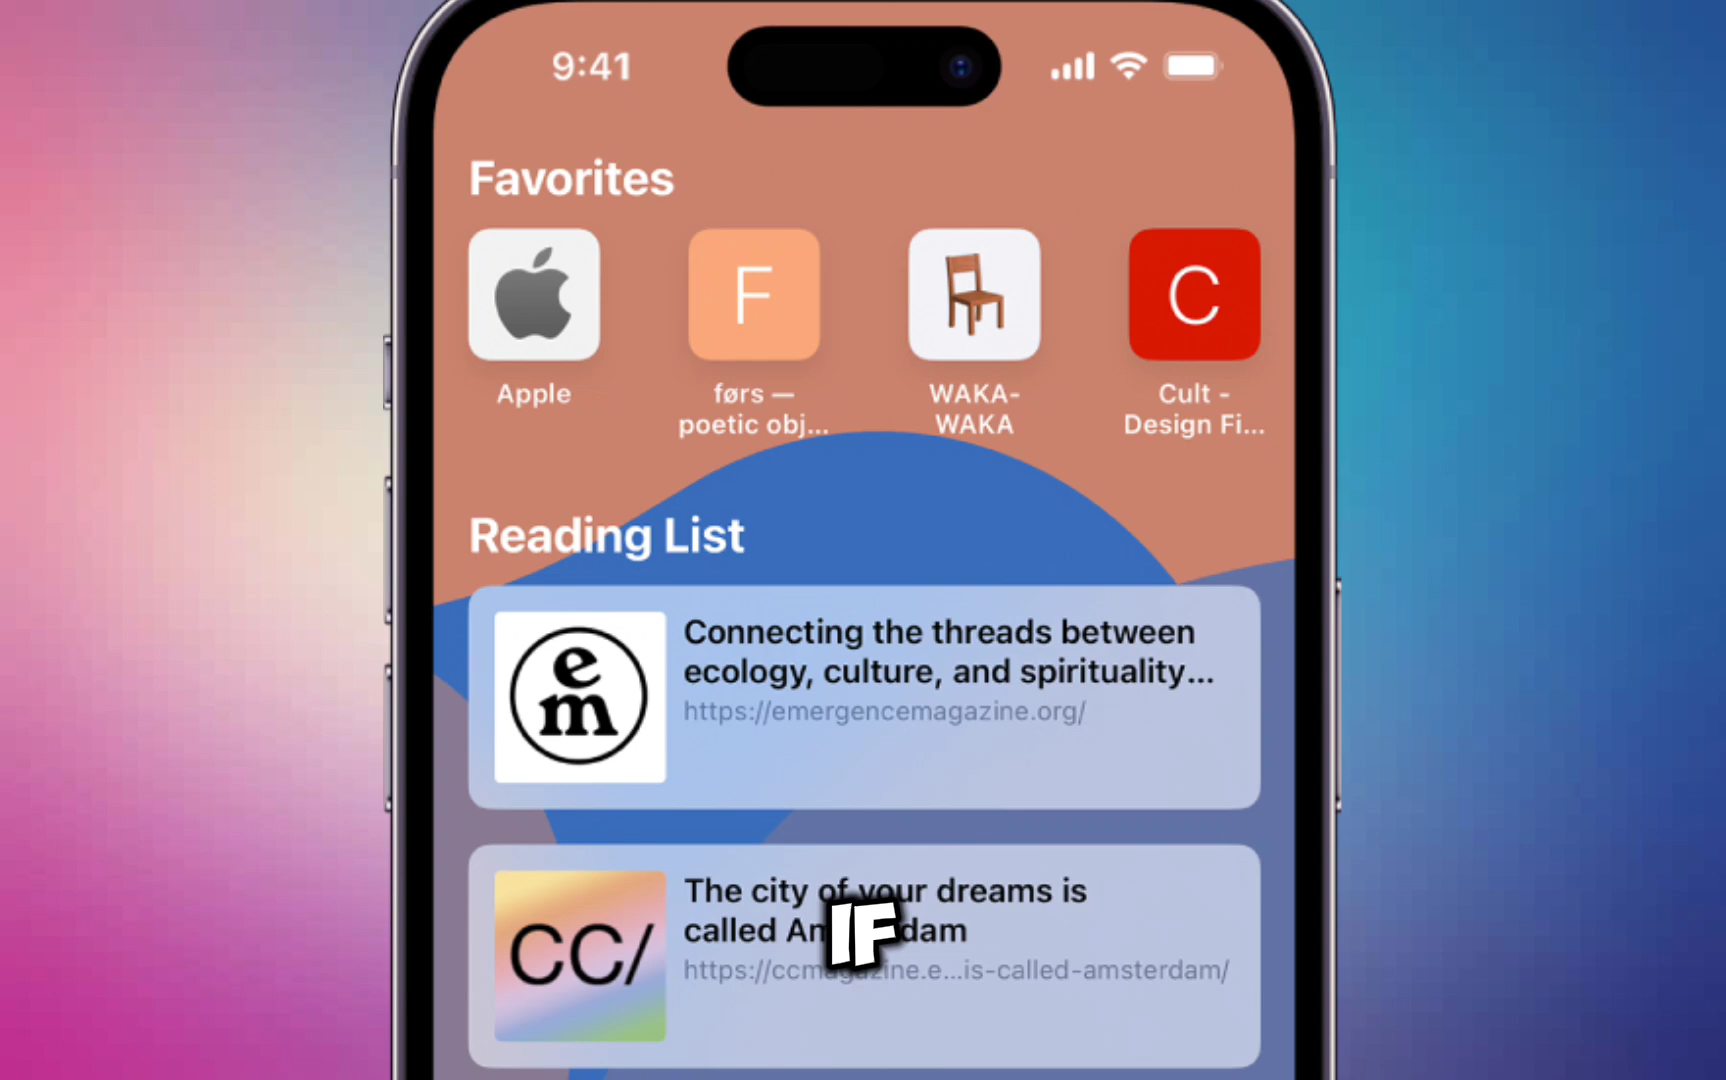 9:41
Favorites
F
C
Apple
førs —
poetic obj...
WAKA-
WAKA
Cult -
Design Fi...
Reading List
em
Connecting the threads between
ecology, culture, and spirituality...
https://emergencemagazine.org/
CC/
The city of your dreams is
called Am dam
https://ccmagazine.e...is-called-amsterdam/
IF